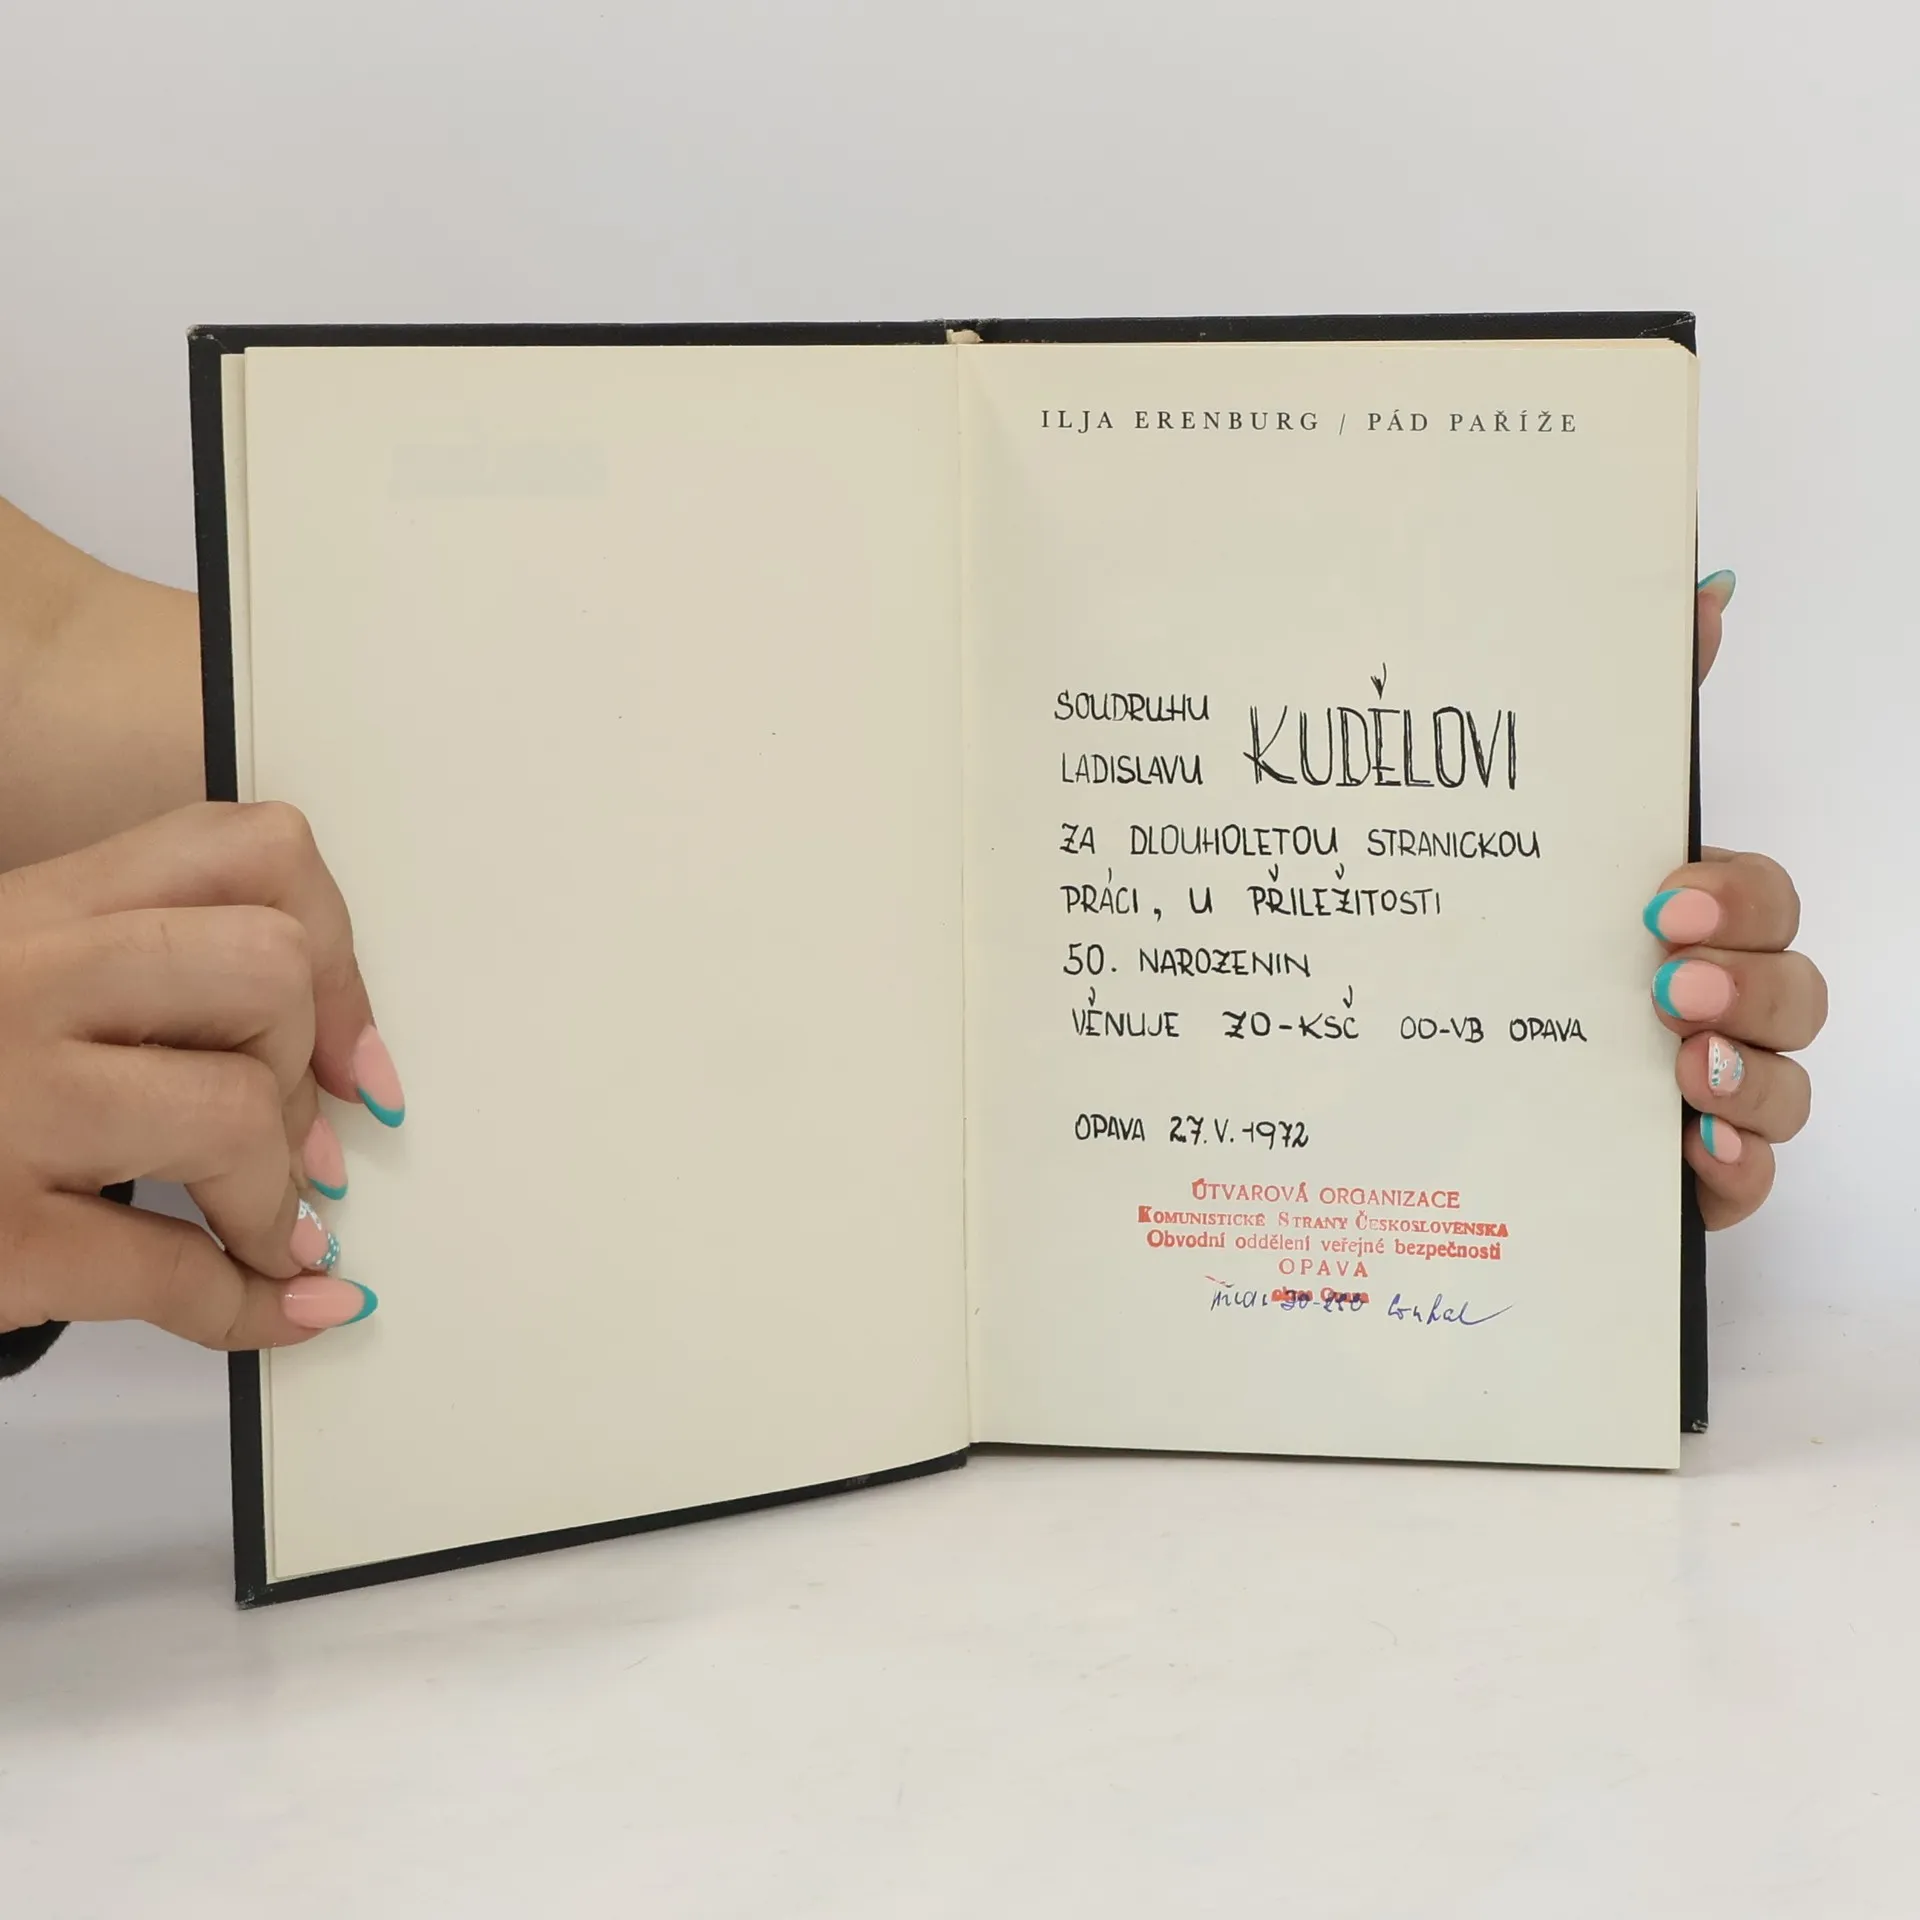 ILJA ERENBURG / PÁD PAŘÍŽE
SOUDRUHU
LADISLAVU KUDĚLOVI
ZA DLOUHOLETOU STRANICKOU
PRÁCI, U PŘILEŽITOSTI
50. NAROZENIN
VĚNUJE ZO-KSČ OO-VB OPAVA
OPAVA 27.V.-1972
ÚTVAROVÁ ORGANIZACE
KOMUNISTICKÉ STRANY ČESKOSLOVENSKA
Obvodní oddělení veřejné bezpečnosti
OPAVA